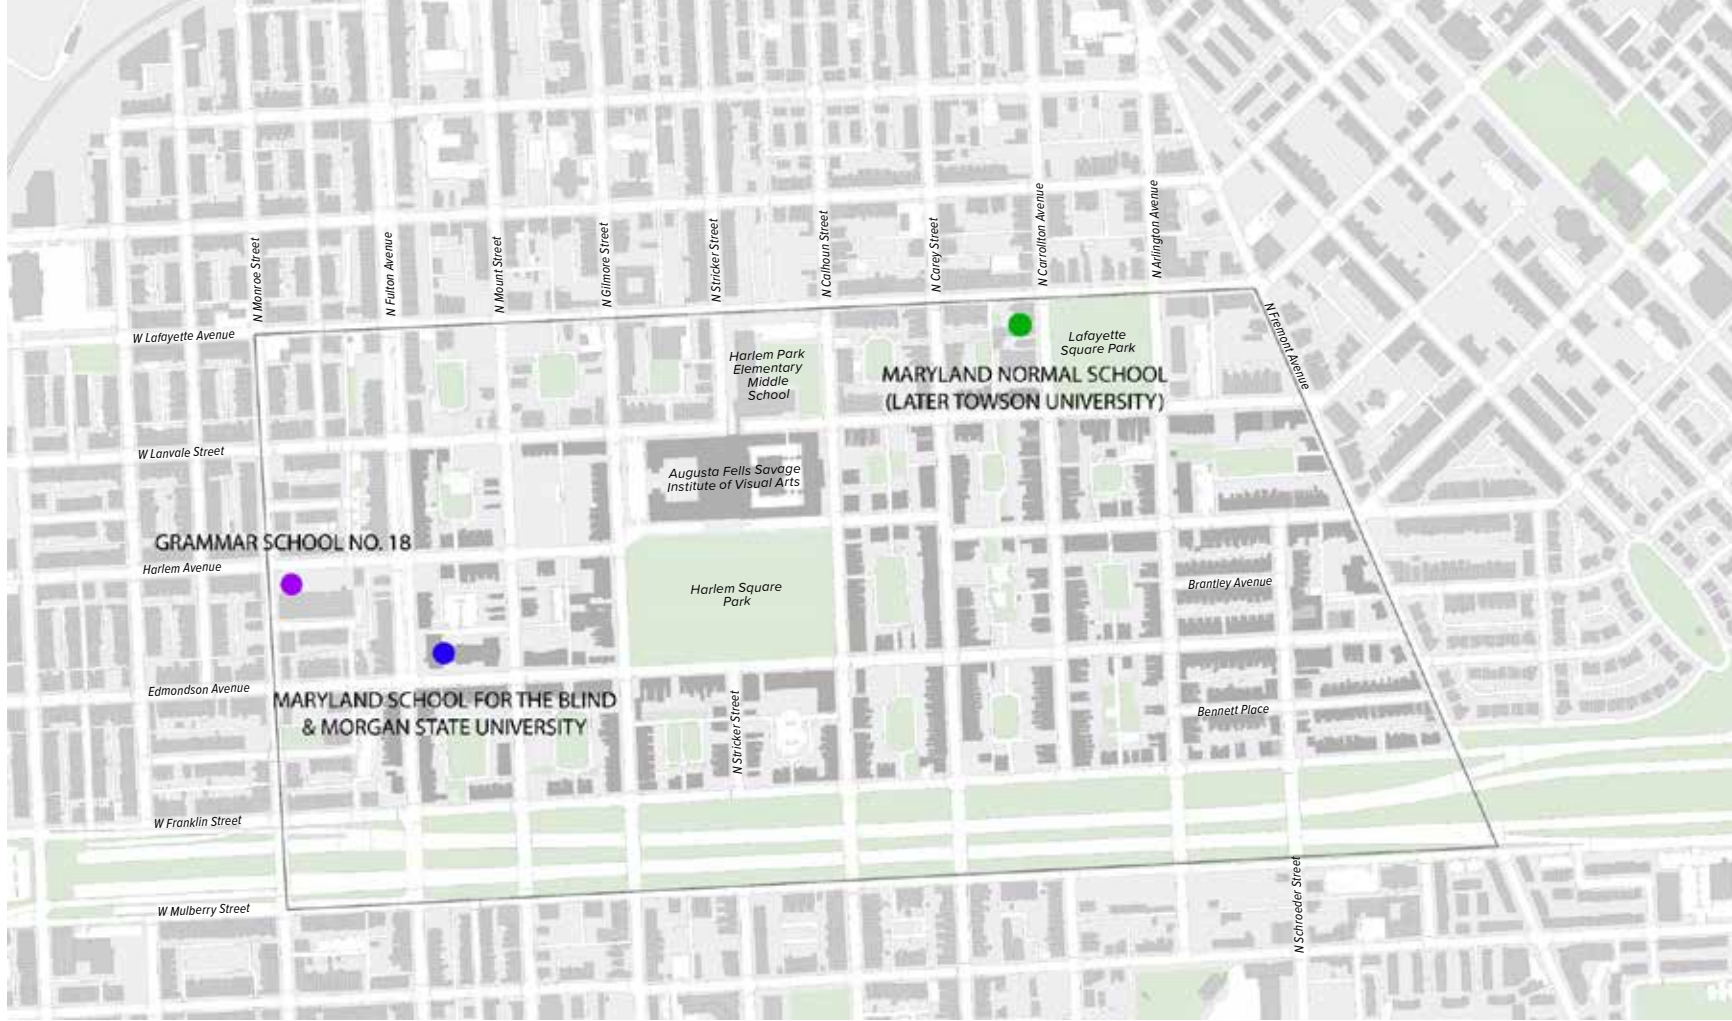 N Monroe Street
N Fulton Avenue
N Mount Street
N Gilmore Street
N Stricker Street
N Calhoun Street
N Carey Street
N Carrollton Avenue
N Arlington Avenue
N Fremont Avenue
W Lafayette Avenue
Lafayette
Square Park
Harlem Park
Elementary
Middle
School
MARYLAND NORMAL SCHOOL
(LATER TOWSON UNIVERSITY)
W Lanvale Street
Augusta Fells Savage
Institute of Visual Arts
GRAMMAR SCHOOL NO. 18
Harlem Avenue
Harlem Square
Park
Brantley Avenue
Edmondson Avenue
MARYLAND SCHOOL FOR THE BLIND
& MORGAN STATE UNIVERSITY
N Stricker Street
Bennett Place
W Franklin Street
W Mulberry Street
N Schroeder Street